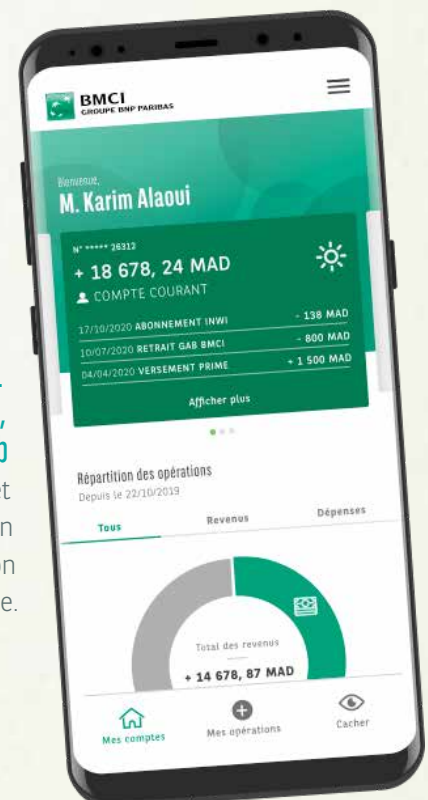 BMCI
GROUPE BNP PARIBAS
Bienvenue,
M. Karim Alaoui
N° ***** 26312
+ 18 678, 24 MAD
COMPTE COURANT
17/10/2020 ABONNEMENT INWI - 138 MAD
10/07/2020 RETRAIT GAB BMCI - 800 MAD
04/04/2020 VERSEMENT PRIME + 1 500 MAD
Afficher plus
Répartition des opérations
Depuis le 22/10/2019
Tous Revenus Dépenses
Total des revenus
+ 14 678, 87 MAD
Mes comptes Mes opérations Cacher
et